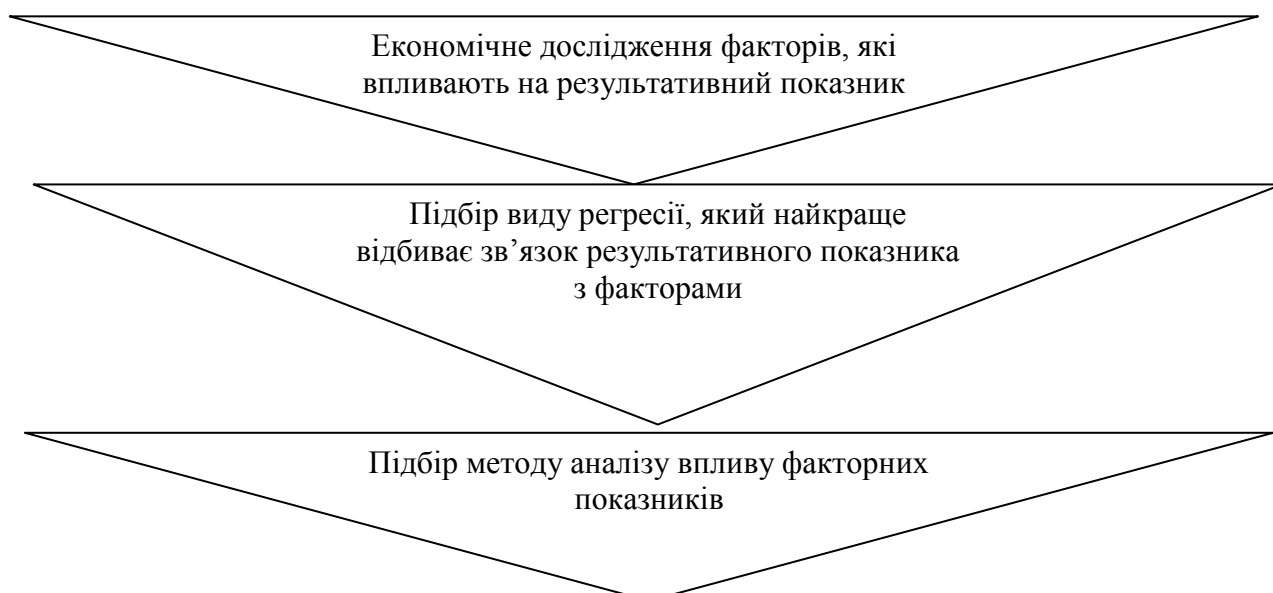 Економічне дослідження факторів, які
впливають на результативний показник
Підбір виду регресії, який найкраще
відбиває зв’язок результативного показника
з факторами
Підбір методу аналізу впливу факторних
показників